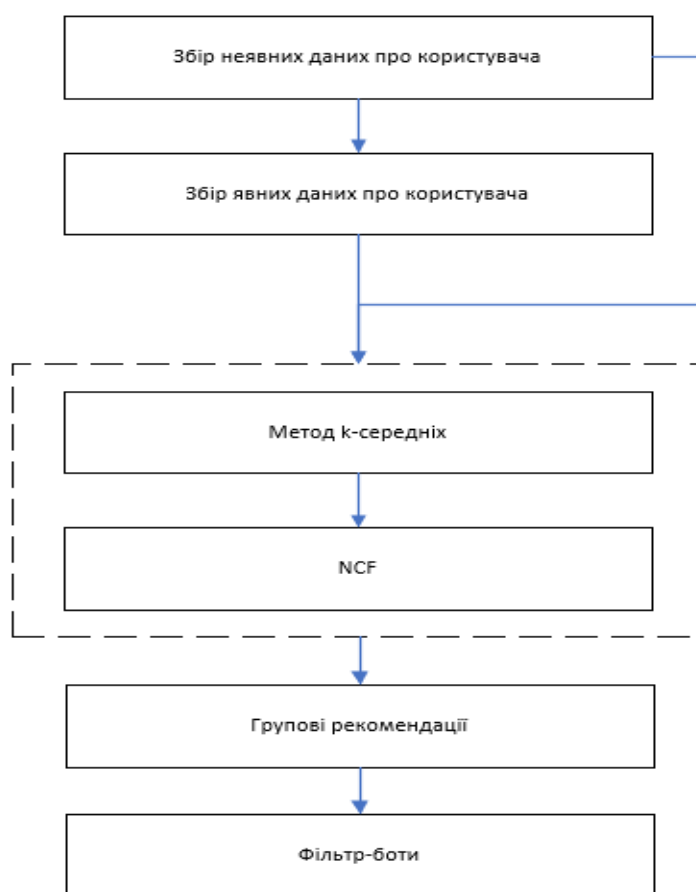 Збір неявних даних про користувача
Збір явних даних про користувача
Метод k-середніх
NCF
Групові рекомендації
Фільтр-боти